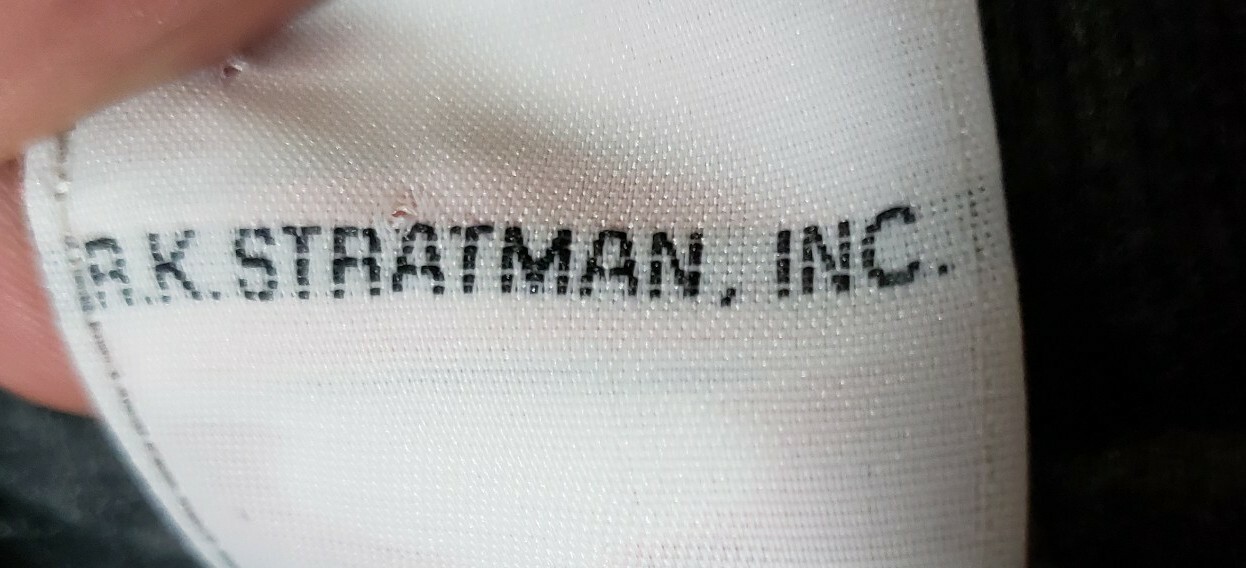 R.K. STRATMAN, INC.